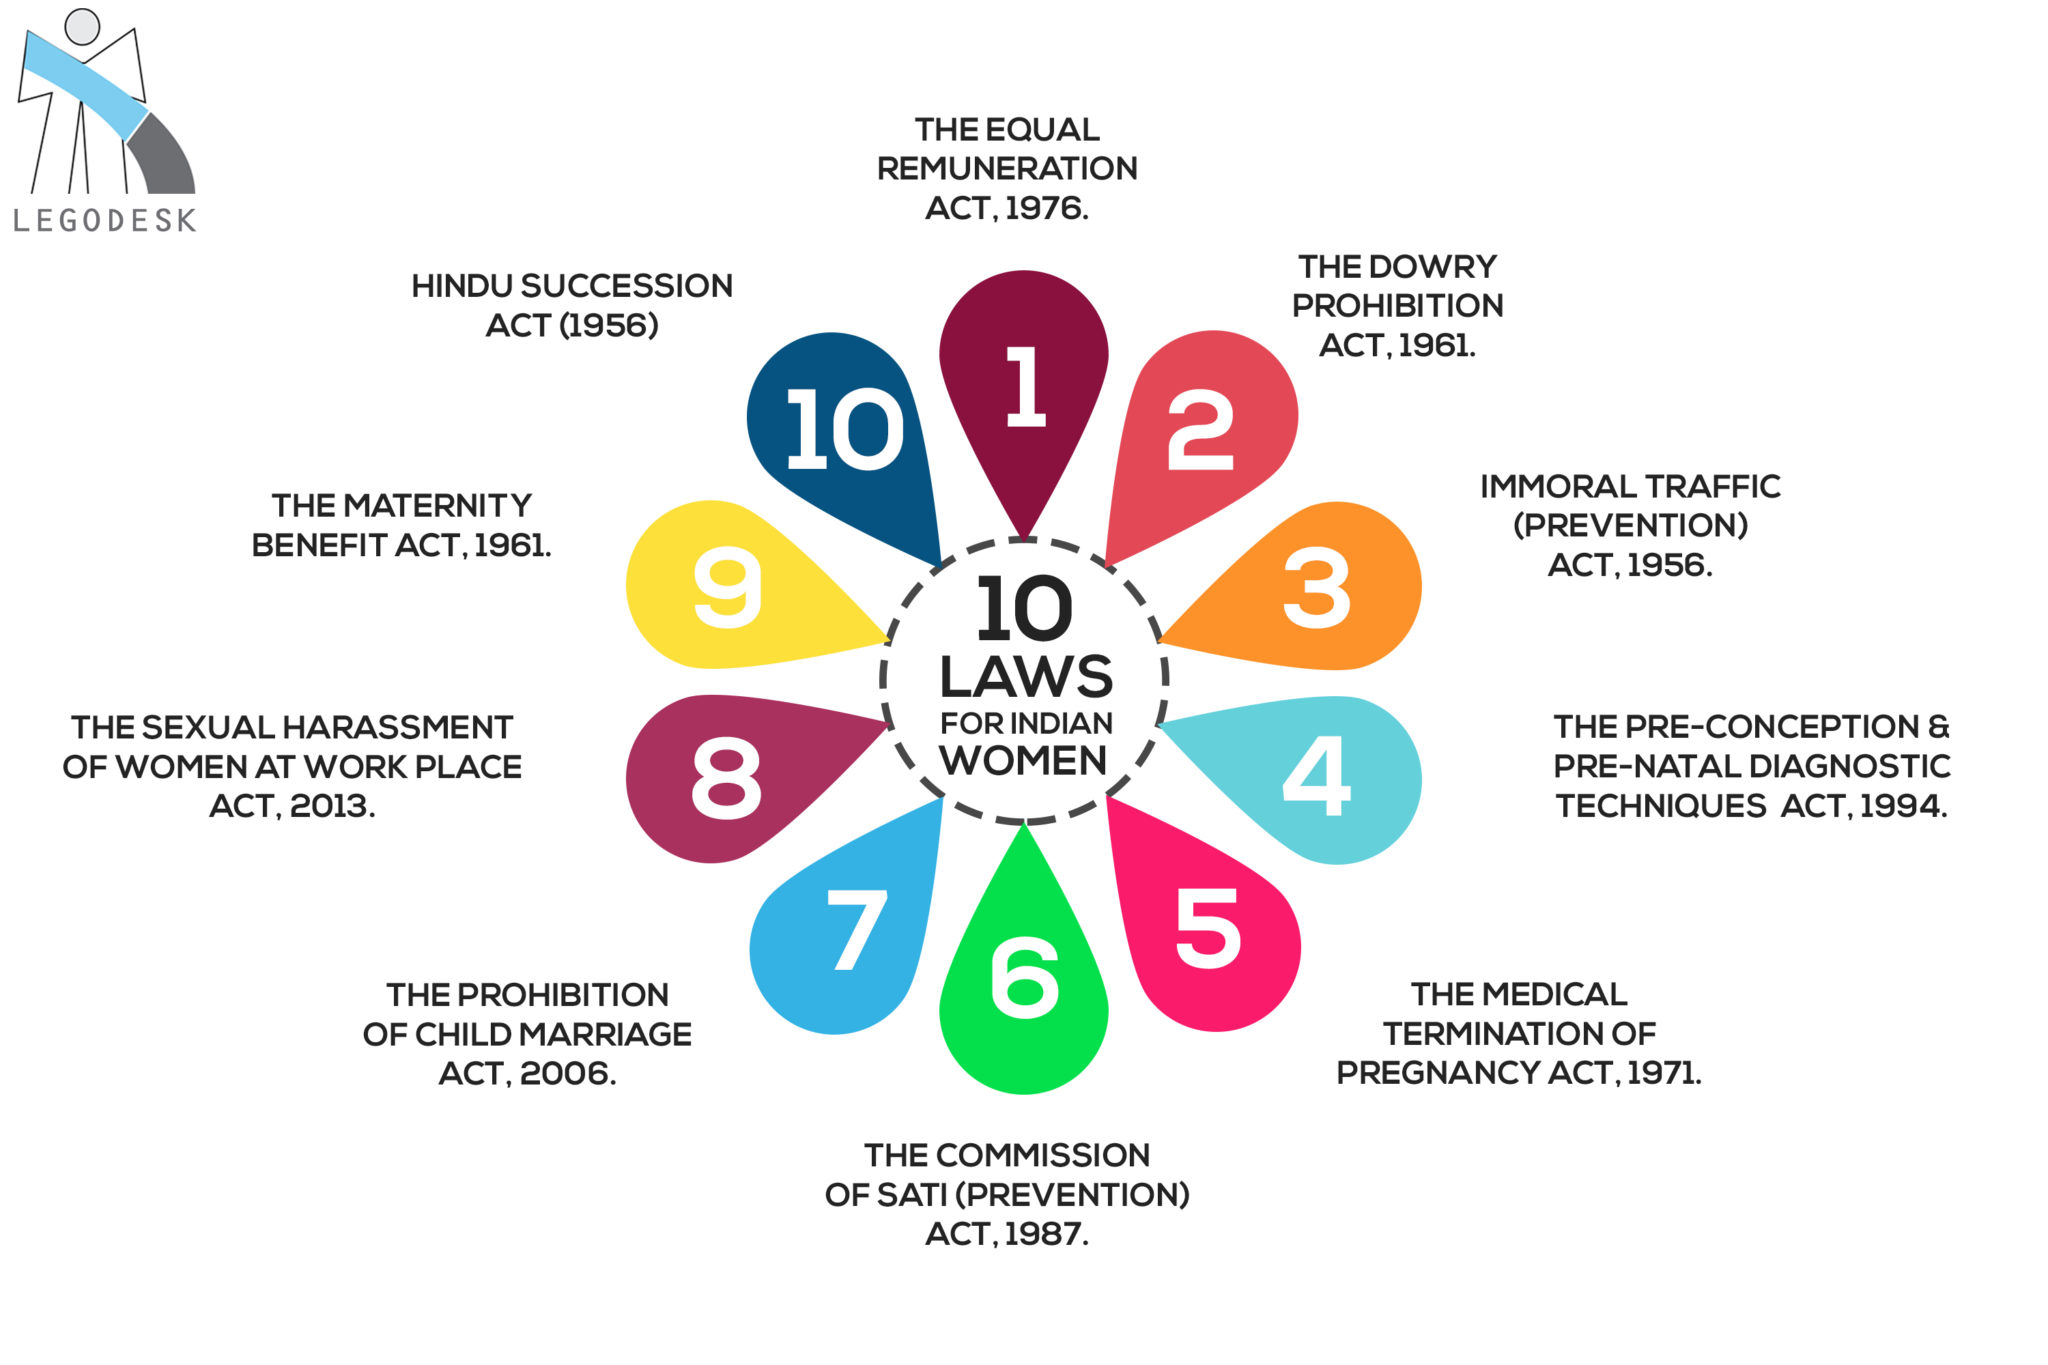 LEGODESK
THE EQUAL
REMUNERATION
ACT, 1976.
THE DOWRY
PROHIBITION
ACT, 1961.
IMMORAL TRAFFIC
(PREVENTION)
ACT, 1956.
THE PRE-CONCEPTION &
PRE-NATAL DIAGNOSTIC
TECHNIQUES ACT, 1994.
THE MEDICAL
TERMINATION OF
PREGNANCY ACT, 1971.
THE COMMISSION
OF SATI (PREVENTION)
ACT, 1987.
THE PROHIBITION
OF CHILD MARRIAGE
ACT, 2006.
THE SEXUAL HARASSMENT
OF WOMEN AT WORK PLACE
ACT, 2013.
THE MATERNITY
BENEFIT ACT, 1961.
HINDU SUCCESSION
ACT (1956)
1
2
3
4
5
6
7
8
9
10
10
LAWS
FOR INDIAN
WOMEN